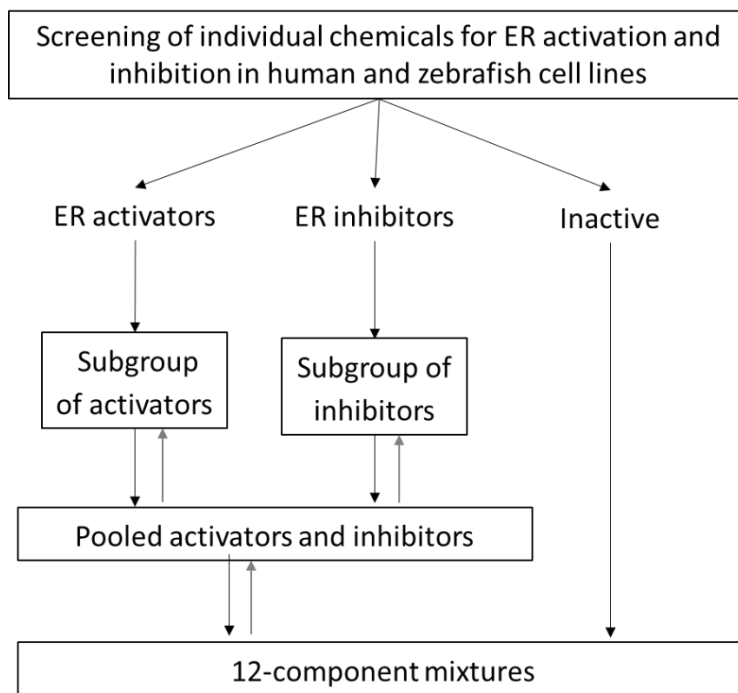 Screening of individual chemicals for ER activation and
inhibition in human and zebrafish cell lines
ER activators
ER inhibitors
Inactive
Subgroup
of activators
Subgroup of
inhibitors
Pooled activators and inhibitors
12-component mixtures